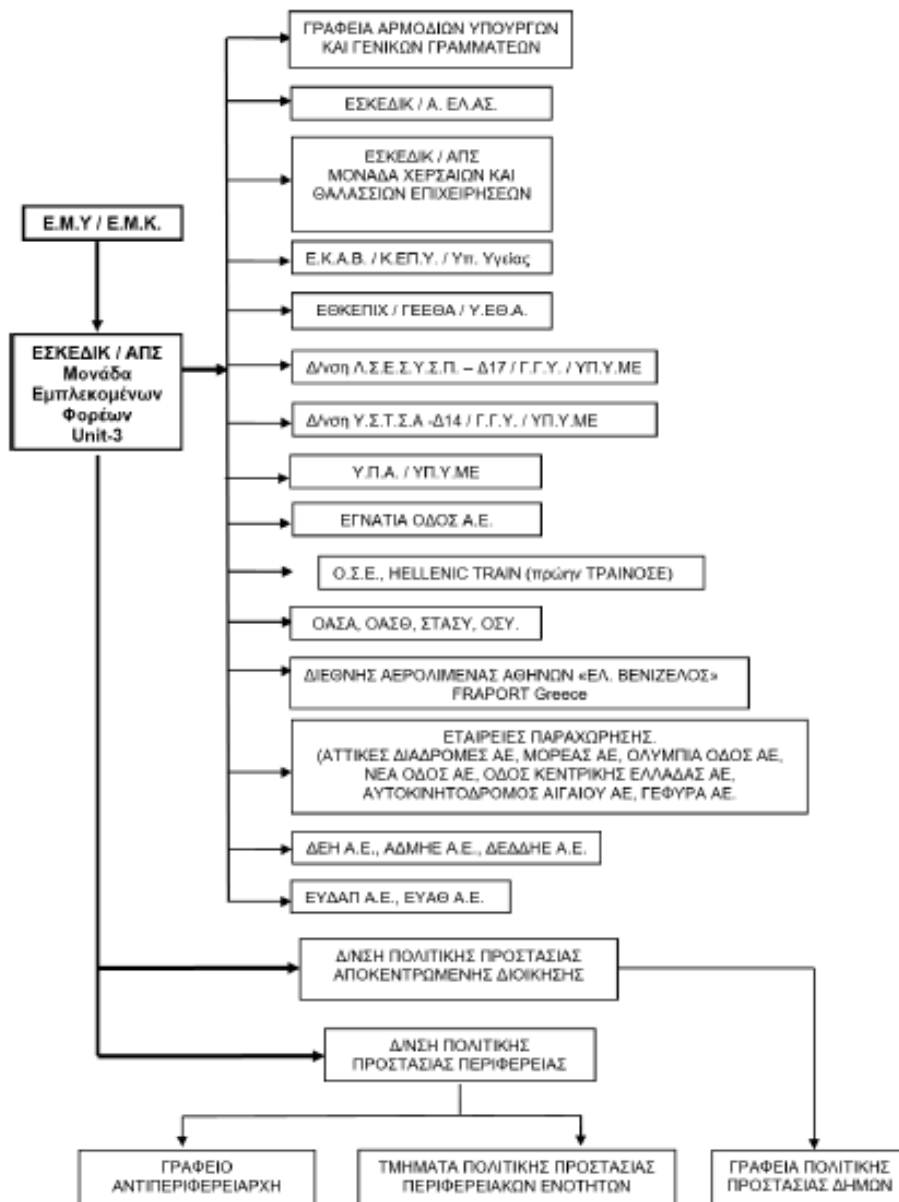 ΓΡΑΦΕΙΑ ΑΡΜΟΔΙΩΝ ΥΠΟΥΡΓΩΝ
ΚΑΙ ΓΕΝΙΚΩΝ ΓΡΑΜΜΑΤΕΩΝ
ΕΣΚΕΔΙΚ / Α. ΕΛ.ΑΣ.
ΕΣΚΕΔΙΚ / ΑΠΣ
ΜΟΝΑΔΑ ΧΕΡΣΑΙΩΝ ΚΑΙ
ΘΑΛΑΣΣΙΩΝ ΕΠΙΧΕΙΡΗΣΕΩΝ
Ε.Μ.Υ / Ε.Μ.Κ.
Ε.Κ.Α.Β. / Κ.ΕΠ.Υ. / Υπ. Υγείας
ΕΘΚΕΠΙΧ / ΓΕΕΘΑ / Υ.ΕΘ.Α.
ΕΣΚΕΔΙΚ / ΑΠΣ
Μονάδα
Εμπλεκομένων
Φορέων
Unit-3
Δ/νση Λ.Σ.Ε.Σ.Υ.Σ.Π. – Δ17 / Γ.Γ.Υ. / ΥΠ.Υ.ΜΕ
Δ/νση Υ.Σ.Τ.Σ.Α -Δ14 / Γ.Γ.Υ. / ΥΠ.Υ.ΜΕ
Υ.Π.Α. / ΥΠ.Υ.ΜΕ
ΕΓΝΑΤΙΑ ΟΔΟΣ Α.Ε.
Ο.Σ.Ε., HELLENIC TRAIN (πρώην ΤΡΑΙΝΟΣΕ)
ΟΑΣΑ, ΟΑΣΘ, ΣΤΑΣΥ, ΟΣΥ.
ΔΙΕΘΝΗΣ ΑΕΡΟΛΙΜΕΝΑΣ ΑΘΗΝΩΝ «ΕΛ. ΒΕΝΙΖΕΛΟΣ»
FRAPORT Greece
ΕΤΑΙΡΕΙΕΣ ΠΑΡΑΧΩΡΗΣΗΣ.
(ΑΤΤΙΚΕΣ ΔΙΑΔΡΟΜΕΣ ΑΕ, ΜΟΡΕΑΣ ΑΕ, ΟΛΥΜΠΙΑ ΟΔΟΣ ΑΕ,
ΝΕΑ ΟΔΟΣ ΑΕ, ΟΔΟΣ ΚΕΝΤΡΙΚΗΣ ΕΛΛΑΔΑΣ ΑΕ,
ΑΥΤΟΚΙΝΗΤΟΔΡΟΜΟΣ ΑΙΓΑΙΟΥ ΑΕ, ΓΕΦΥΡΑ ΑΕ.
ΔΕΗ Α.Ε., ΑΔΜΗΕ Α.Ε., ΔΕΔΔΗΕ Α.Ε.
ΕΥΔΑΠ Α.Ε., ΕΥΑΘ Α.Ε.
Δ/ΝΣΗ ΠΟΛΙΤΙΚΗΣ ΠΡΟΣΤΑΣΙΑΣ
ΑΠΟΚΕΝΤΡΩΜΕΝΗΣ ΔΙΟΙΚΗΣΗΣ
Δ/ΝΣΗ ΠΟΛΙΤΙΚΗΣ
ΠΡΟΣΤΑΣΙΑΣ ΠΕΡΙΦΕΡΕΙΑΣ
ΓΡΑΦΕΙΟ
ΑΝΤΙΠΕΡΙΦΕΡΕΙΑΡΧΗ
ΤΜΗΜΑΤΑ ΠΟΛΙΤΙΚΗΣ ΠΡΟΣΤΑΣΙΑΣ
ΠΕΡΙΦΕΡΕΙΑΚΩΝ ΕΝΟΤΗΤΩΝ
ΓΡΑΦΕΙΑ ΠΟΛΙΤΙΚΗΣ
ΠΡΟΣΤΑΣΙΑΣ ΔΗΜΩΝ